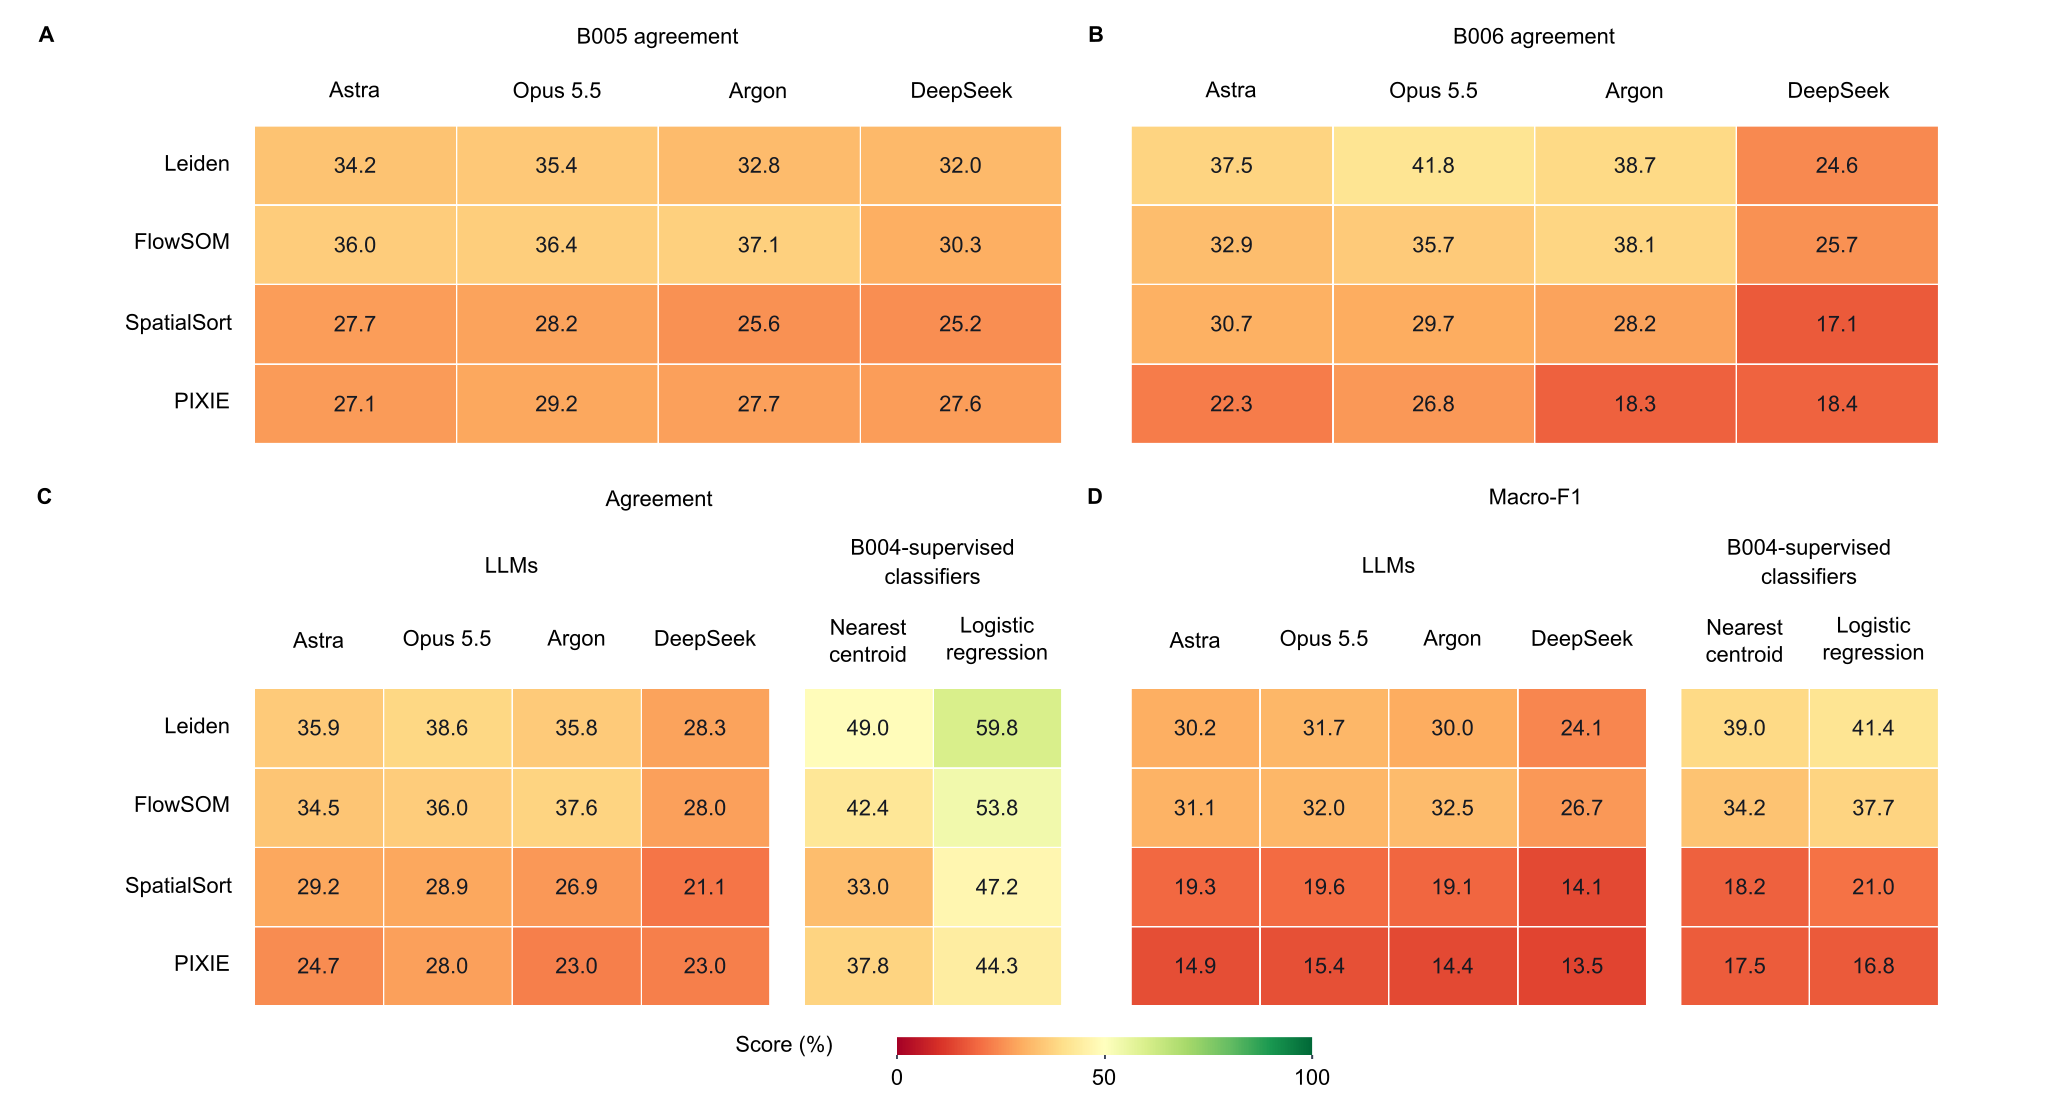 A
B005 agreement
Astra Opus 5.5 Argon DeepSeek
Leiden 34.2 35.4 32.8 32.0
FlowSOM 36.0 36.4 37.1 30.3
SpatialSort 27.7 28.2 25.6 25.2
PIXIE 27.1 29.2 27.7 27.6
B
B006 agreement
Astra Opus 5.5 Argon DeepSeek
37.5 41.8 38.7 24.6
32.9 35.7 38.1 25.7
30.7 29.7 28.2 17.1
22.3 26.8 18.3 18.4
C
Agreement
LLMs
B004-supervised
classifiers
Astra Opus 5.5 Argon DeepSeek
Nearest
centroid
Logistic
regression
Leiden 35.9 38.6 35.8 28.3 49.0 59.8
FlowSOM 34.5 36.0 37.6 28.0 42.4 53.8
SpatialSort 29.2 28.9 26.9 21.1 33.0 47.2
PIXIE 24.7 28.0 23.0 23.0 37.8 44.3
D
Macro-F1
LLMs
B004-supervised
classifiers
Astra Opus 5.5 Argon DeepSeek
Nearest
centroid
Logistic
regression
30.2 31.7 30.0 24.1 39.0 41.4
31.1 32.0 32.5 26.7 34.2 37.7
19.3 19.6 19.1 14.1 18.2 21.0
14.9 15.4 14.4 13.5 17.5 16.8
Score (%)
0 50 100